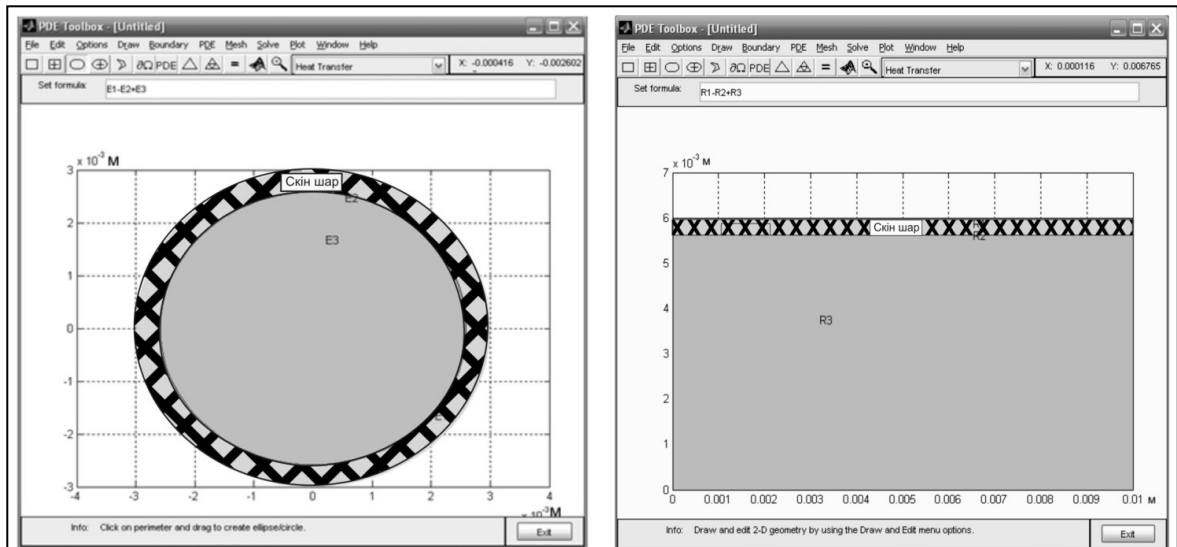 PDE Toolbox - [Untitled]
File Edit Options Draw Boundary PDE Mesh Solve Plot Window Help
∂Ω PDE = Heat Transfer X: -0.000416 Y: -0.002602
Set formula: E1-E2+E3
x 10⁻³ м
3
2
1
0
-1
-2
-3
-4 -3 -2 -1 0 1 2 3 4
x 10⁻³ м
Скін шар
E2
E3
Info: Click on perimeter and drag to create ellipse/circle.
Exit
PDE Toolbox - [Untitled]
File Edit Options Draw Boundary PDE Mesh Solve Plot Window Help
∂Ω PDE = Heat Transfer X: 0.000116 Y: 0.006765
Set formula: R1-R2+R3
x 10⁻³ м
7
6
5
4
3
2
1
0
0 0.001 0.002 0.003 0.004 0.005 0.006 0.007 0.008 0.009 0.01 м
Скін шар
R2
R3
Info: Draw and edit 2-D geometry by using the Draw and Edit menu options.
Exit